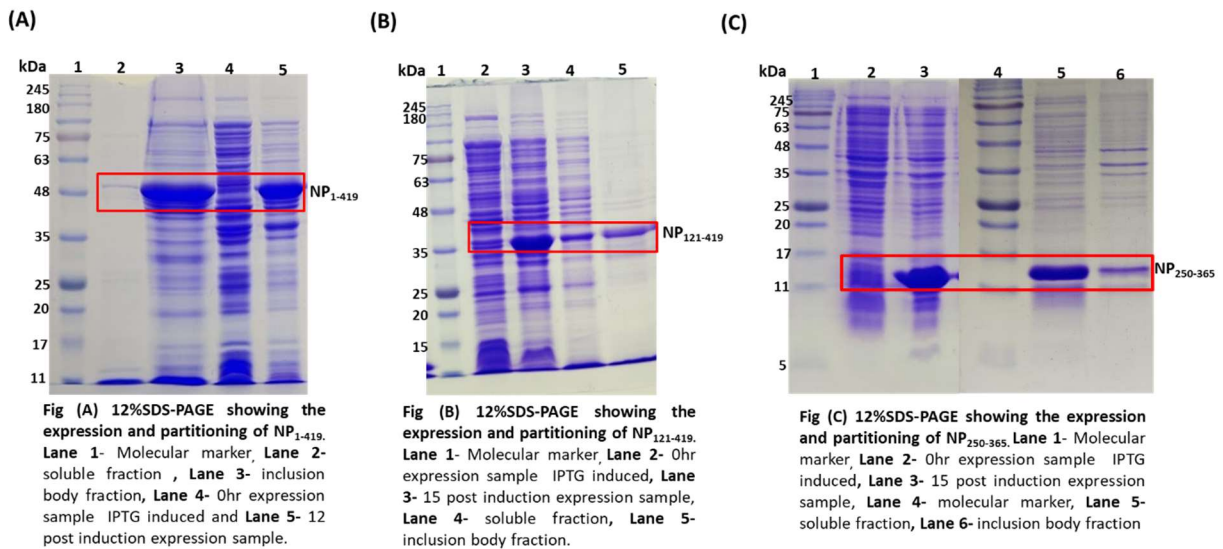 (A)
kDa 1 2 3 4 5
245
180
75
63
48
35
25
20
17
11
NP1-419
Fig (A) 12%SDS-PAGE showing the
expression and partitioning of NP1-419.
Lane 1- Molecular marker, Lane 2-
soluble fraction , Lane 3- inclusion
body fraction, Lane 4- 0hr expression
sample IPTG induced and Lane 5- 12
post induction expression sample.
(B)
kDa 1 2 3 4 5
245
180
75
63
48
35
25
20
15
NP121-419
Fig (B) 12%SDS-PAGE showing the
expression and partitioning of NP121-419.
Lane 1- Molecular marker, Lane 2- 0hr
expression sample IPTG induced, Lane
3- 15 post induction expression sample,
Lane 4- soluble fraction, Lane 5-
inclusion body fraction.
(C)
kDa 1 2 3 4 5 6
245
75
63
48
35
25
20
17
11
5
NP250-365
Fig (C) 12%SDS-PAGE showing the expression
and partitioning of NP250-365. Lane 1- Molecular
marker, Lane 2- 0hr expression sample IPTG
induced, Lane 3- 15 post induction expression
sample, Lane 4- molecular marker, Lane 5-
soluble fraction, Lane 6- inclusion body fraction